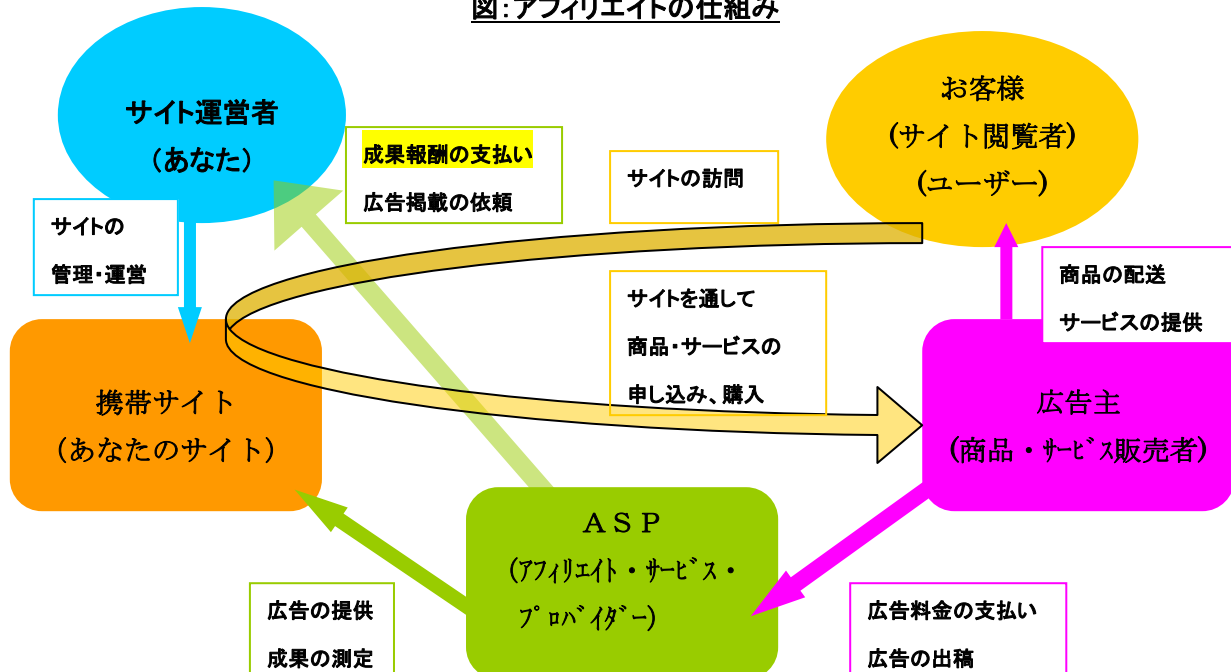 図:アフィリエイトの仕組み
サイト運営者
(あなた)
成果報酬の支払い
広告掲載の依頼
サイトの訪問
お客様
(サイト閲覧者)
(ユーザー)
サイトの
管理・運営
サイトを通して
商品・サービスの
申し込み、購入
商品の配送
サービスの提供
携帯サイト
(あなたのサイト)
広告主
(商品・サービス販売者)
ASP
(アフィリエイト・サービス・
プロバイダー)
広告の提供
成果の測定
広告料金の支払い
広告の出稿